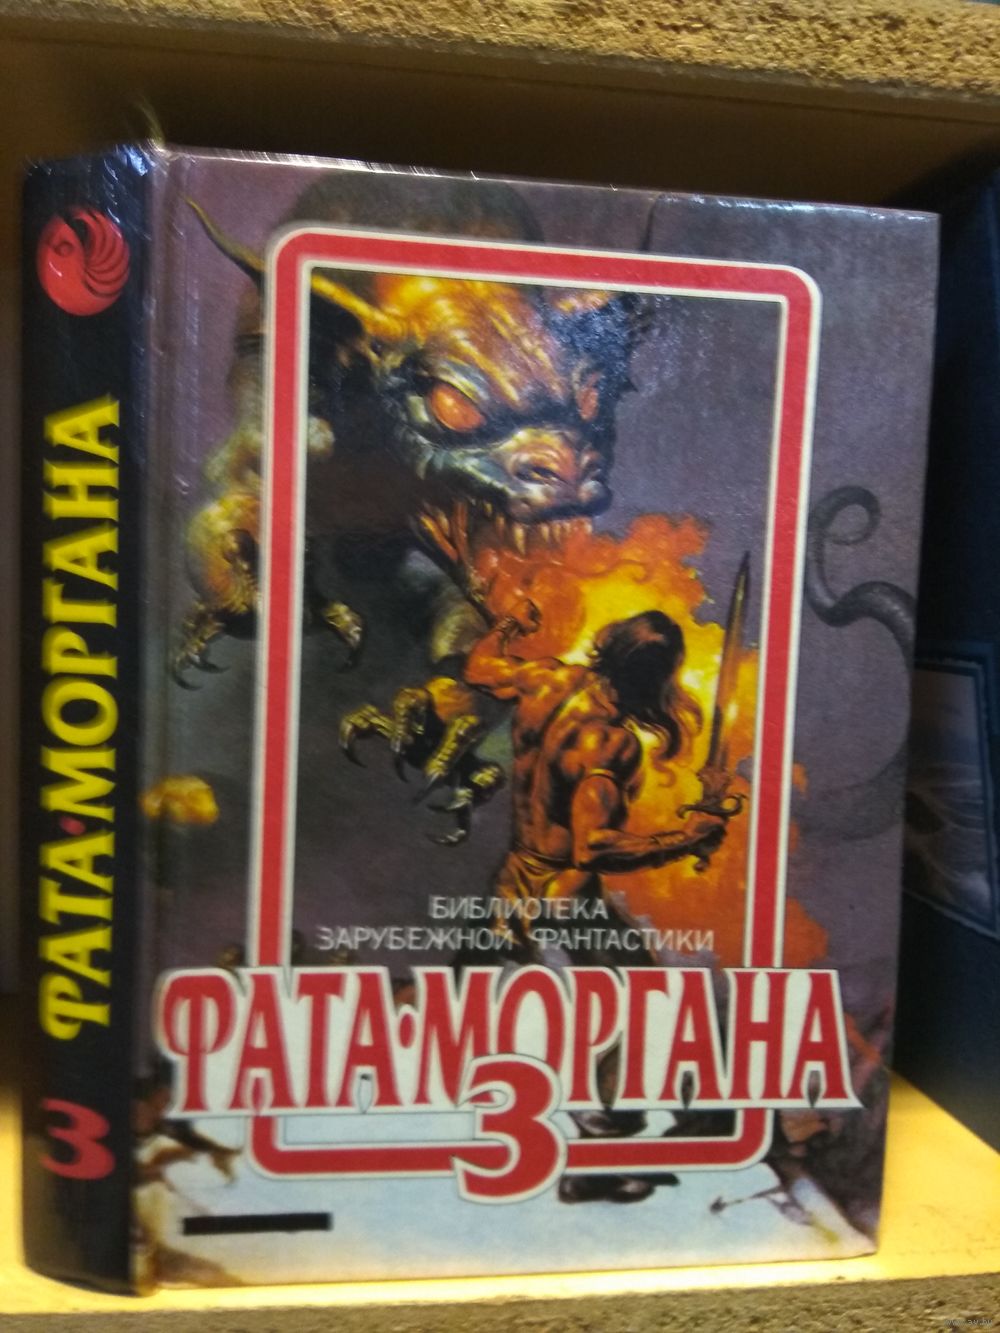 ФАТА·МОРГАНА
3
БИБЛИОТЕКА
ЗАРУБЕЖНОЙ ФАНТАСТИКИ
ФАТА·МОРГАНА
3